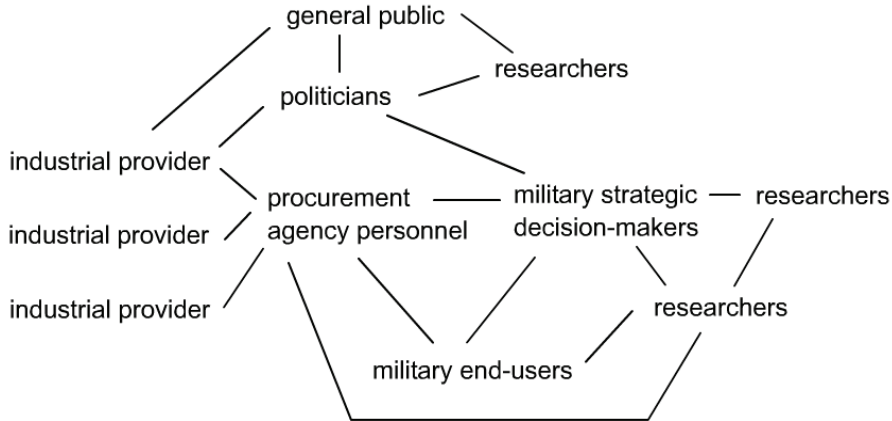 general public
researchers
politicians
industrial provider
procurement
agency personnel
military strategic
decision-makers
researchers
industrial provider
industrial provider
researchers
military end-users